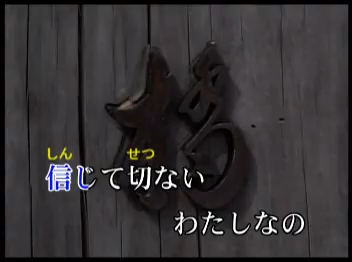 しん せつ
信じて切ない
わたしなの